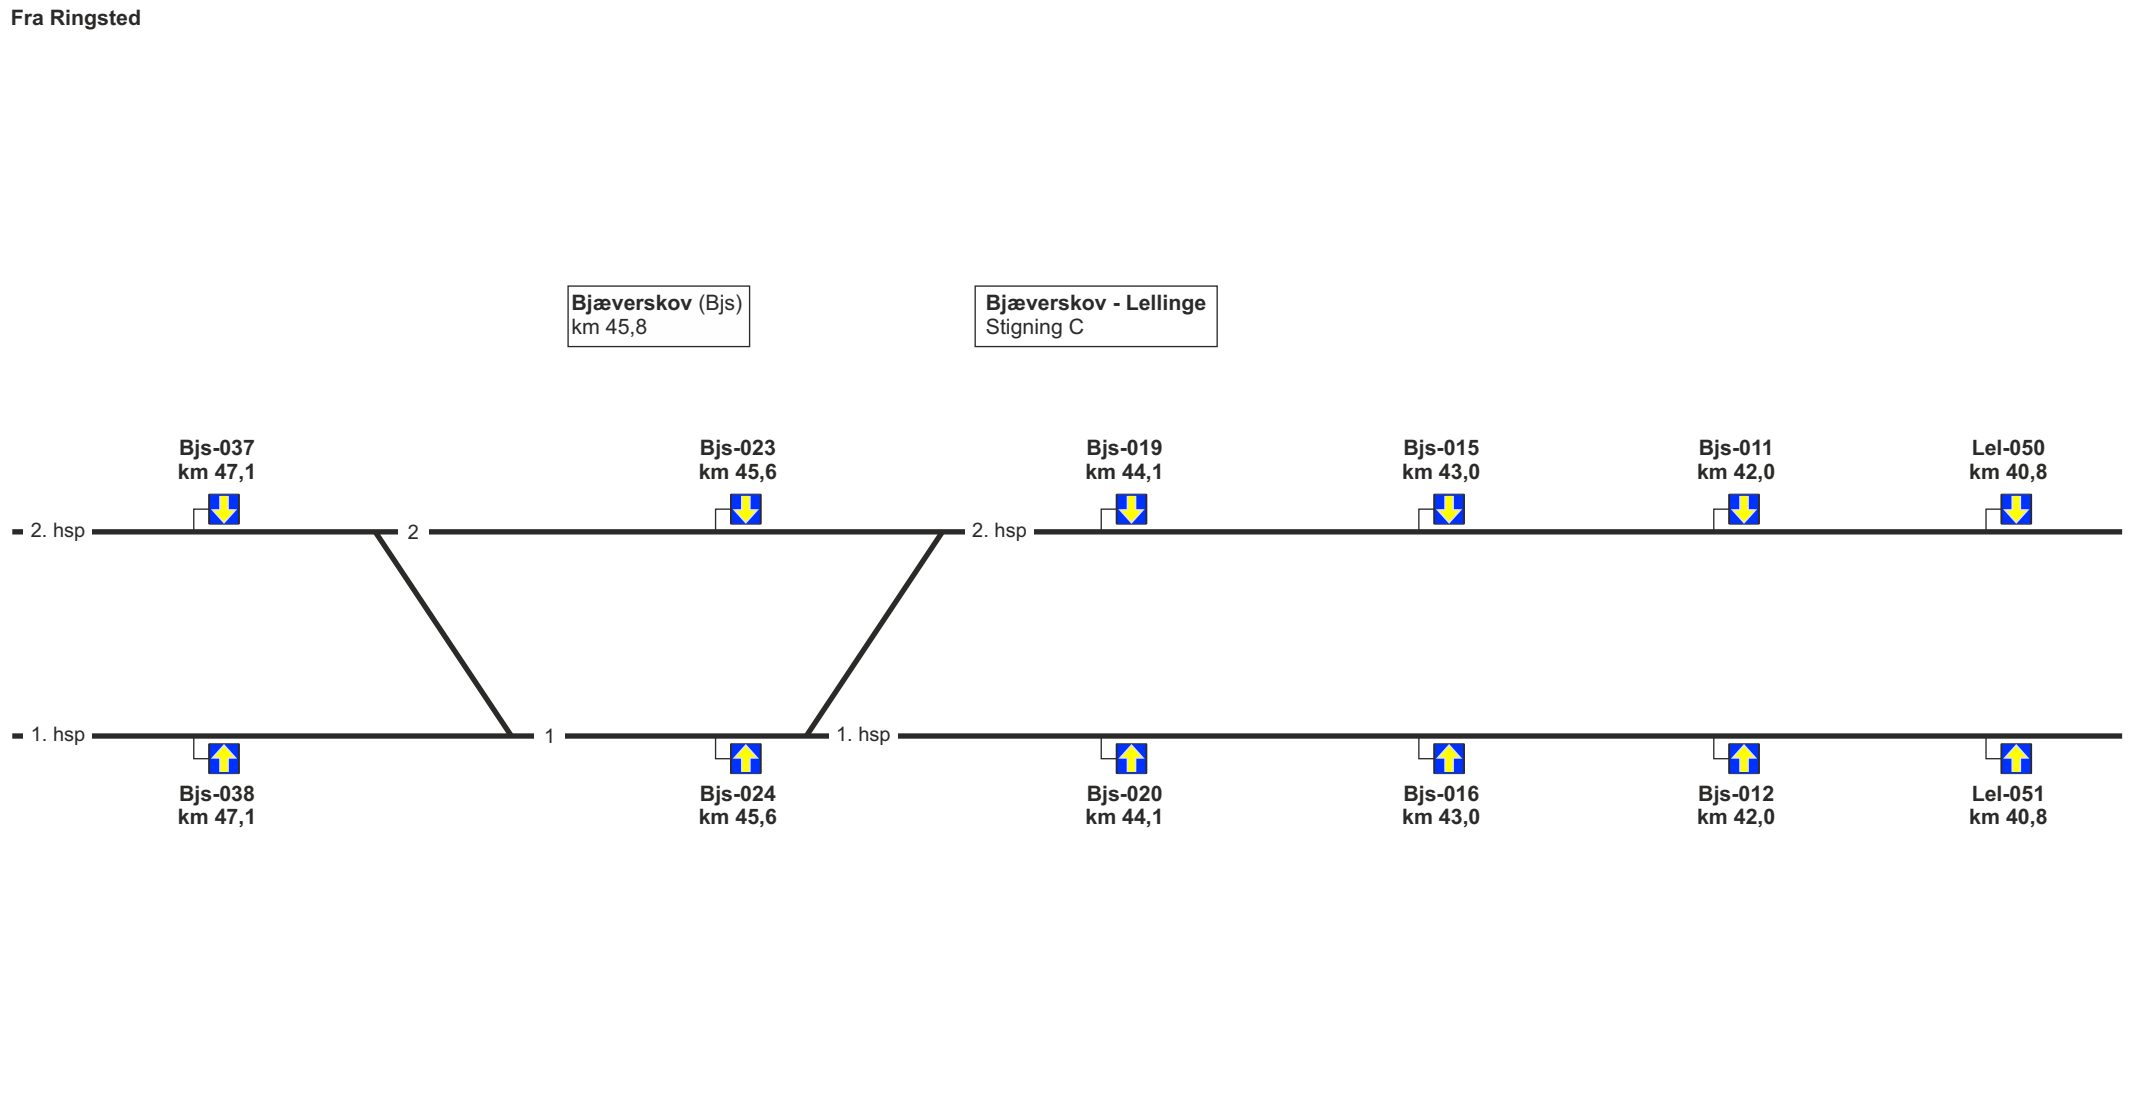 Fra Ringsted
Bjæverskov (Bjs)
km 45,8
Bjæverskov - Lellinge
Stigning C
Bjs-037
km 47,1
Bjs-023
km 45,6
Bjs-019
km 44,1
Bjs-015
km 43,0
Bjs-011
km 42,0
Lel-050
km 40,8
2. hsp
2
2. hsp
1. hsp
1
1. hsp
Bjs-038
km 47,1
Bjs-024
km 45,6
Bjs-020
km 44,1
Bjs-016
km 43,0
Bjs-012
km 42,0
Lel-051
km 40,8